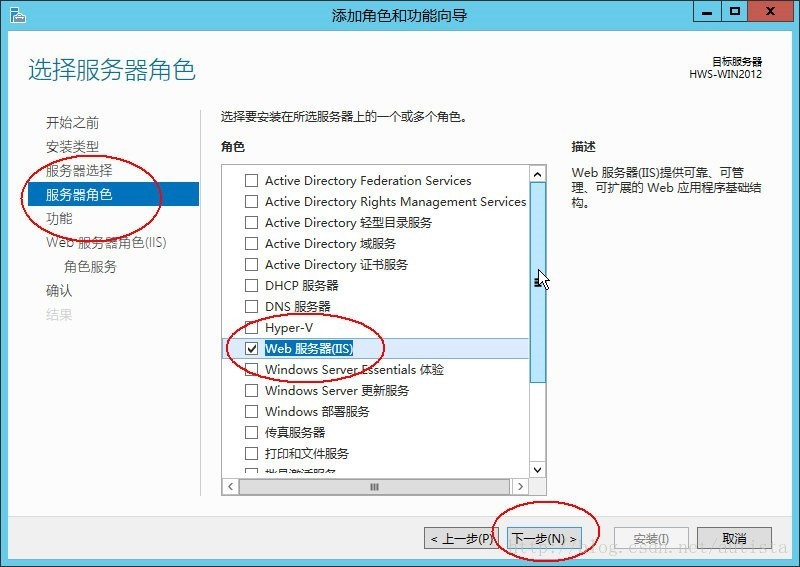 添加角色和功能向导
选择服务器角色
目标服务器
HWS-WIN2012
开始之前
安装类型
服务器选择
服务器角色
功能
Web 服务器角色(IIS)
角色服务
确认
结果
选择要安装在所选服务器上的一个或多个角色。
角色
Active Directory Federation Services
Active Directory Rights Management Services
Active Directory 轻型目录服务
Active Directory 域服务
Active Directory 证书服务
DHCP 服务器
DNS 服务器
Hyper-V
Web 服务器(IIS)
Windows Server Essentials 体验
Windows Server 更新服务
Windows 部署服务
传真服务器
打印和文件服务
批量激活服务
描述
Web 服务器(IIS)提供可靠、可管
理、可扩展的 Web 应用程序基础结
构。
< 上一步(P)
下一步(N) >
安装(I)
取消
http://blog.csdn.net/